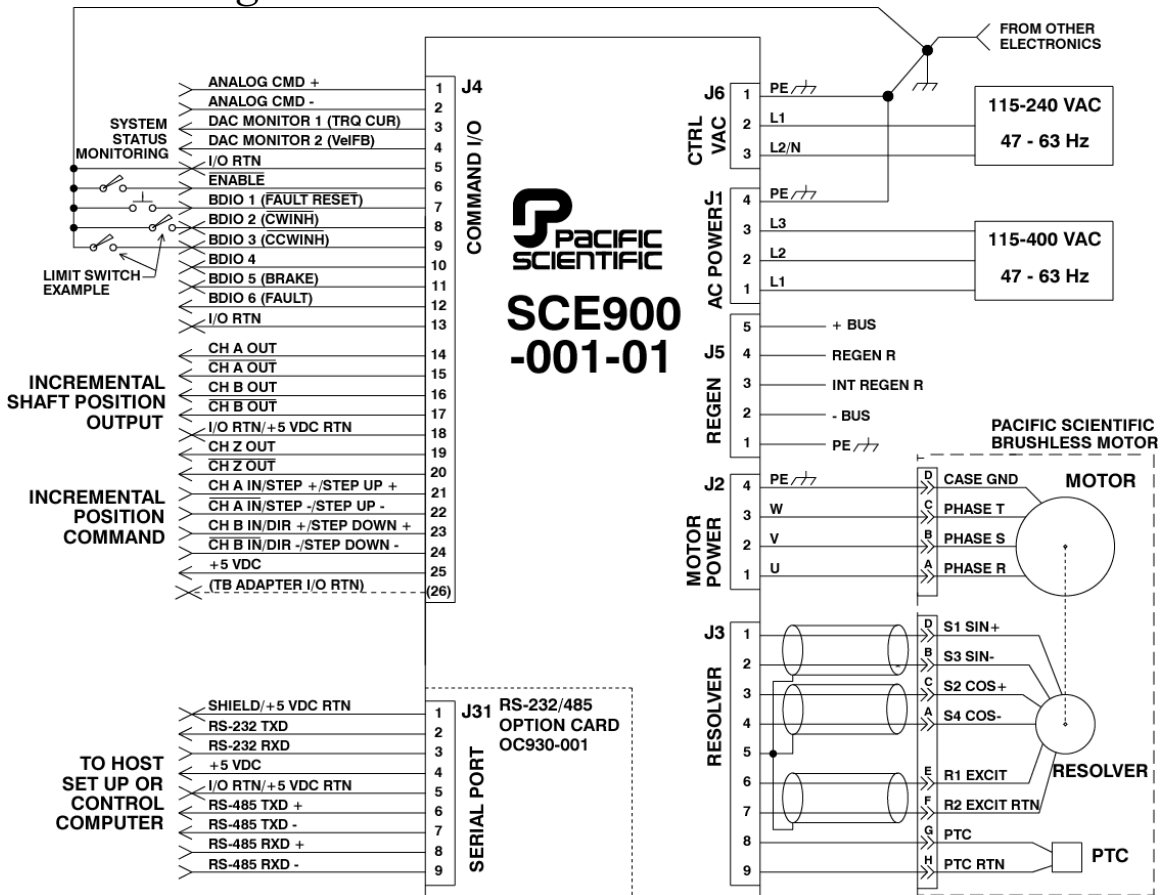 FROM OTHER
ELECTRONICS
J4
COMMAND I/O
ANALOG CMD + 1
ANALOG CMD - 2
DAC MONITOR 1 (TRQ CUR) 3
DAC MONITOR 2 (VelFB) 4
I/O RTN 5
ENABLE 6
BDIO 1 (FAULT RESET) 7
BDIO 2 (CWINH) 8
BDIO 3 (CCWINH) 9
BDIO 4 10
BDIO 5 (BRAKE) 11
BDIO 6 (FAULT) 12
I/O RTN 13
CH A OUT 14
CH A OUT 15
CH B OUT 16
CH B OUT 17
I/O RTN/+5 VDC RTN 18
CH Z OUT 19
CH Z OUT 20
CH A IN/STEP +/STEP UP + 21
CH A IN/STEP -/STEP UP - 22
CH B IN/DIR +/STEP DOWN + 23
CH B IN/DIR -/STEP DOWN - 24
+5 VDC 25
(TB ADAPTER I/O RTN) (26)
SYSTEM
STATUS
MONITORING
LIMIT SWITCH
EXAMPLE
INCREMENTAL
SHAFT POSITION
OUTPUT
INCREMENTAL
POSITION
COMMAND
PACIFIC
SCIENTIFIC
SCE900
-001-01
J6
CTRL
VAC
1 PE
2 L1
3 L2/N
115-240 VAC
47 - 63 Hz
J1
AC POWER
4 PE
3 L3
2 L2
1 L1
115-400 VAC
47 - 63 Hz
J5
REGEN
5 + BUS
4 REGEN R
3 INT REGEN R
2 - BUS
1 PE
J2
MOTOR
POWER
4 PE
3 W
2 V
1 U
PACIFIC SCIENTIFIC
BRUSHLESS MOTOR
D CASE GND
C PHASE T
B PHASE S
A PHASE R
MOTOR
J3
RESOLVER
1
2
3
4
5
6
7
8
9
D S1 SIN+
B S3 SIN-
C S2 COS+
A S4 COS-
E R1 EXCIT
F R2 EXCIT RTN
G PTC
H PTC RTN
RESOLVER
PTC
J31
SERIAL PORT
RS-232/485
OPTION CARD
OC930-001
SHIELD/+5 VDC RTN 1
RS-232 TXD 2
RS-232 RXD 3
+5 VDC 4
I/O RTN/+5 VDC RTN 5
RS-485 TXD + 6
RS-485 TXD - 7
RS-485 RXD + 8
RS-485 RXD - 9
TO HOST
SET UP OR
CONTROL
COMPUTER